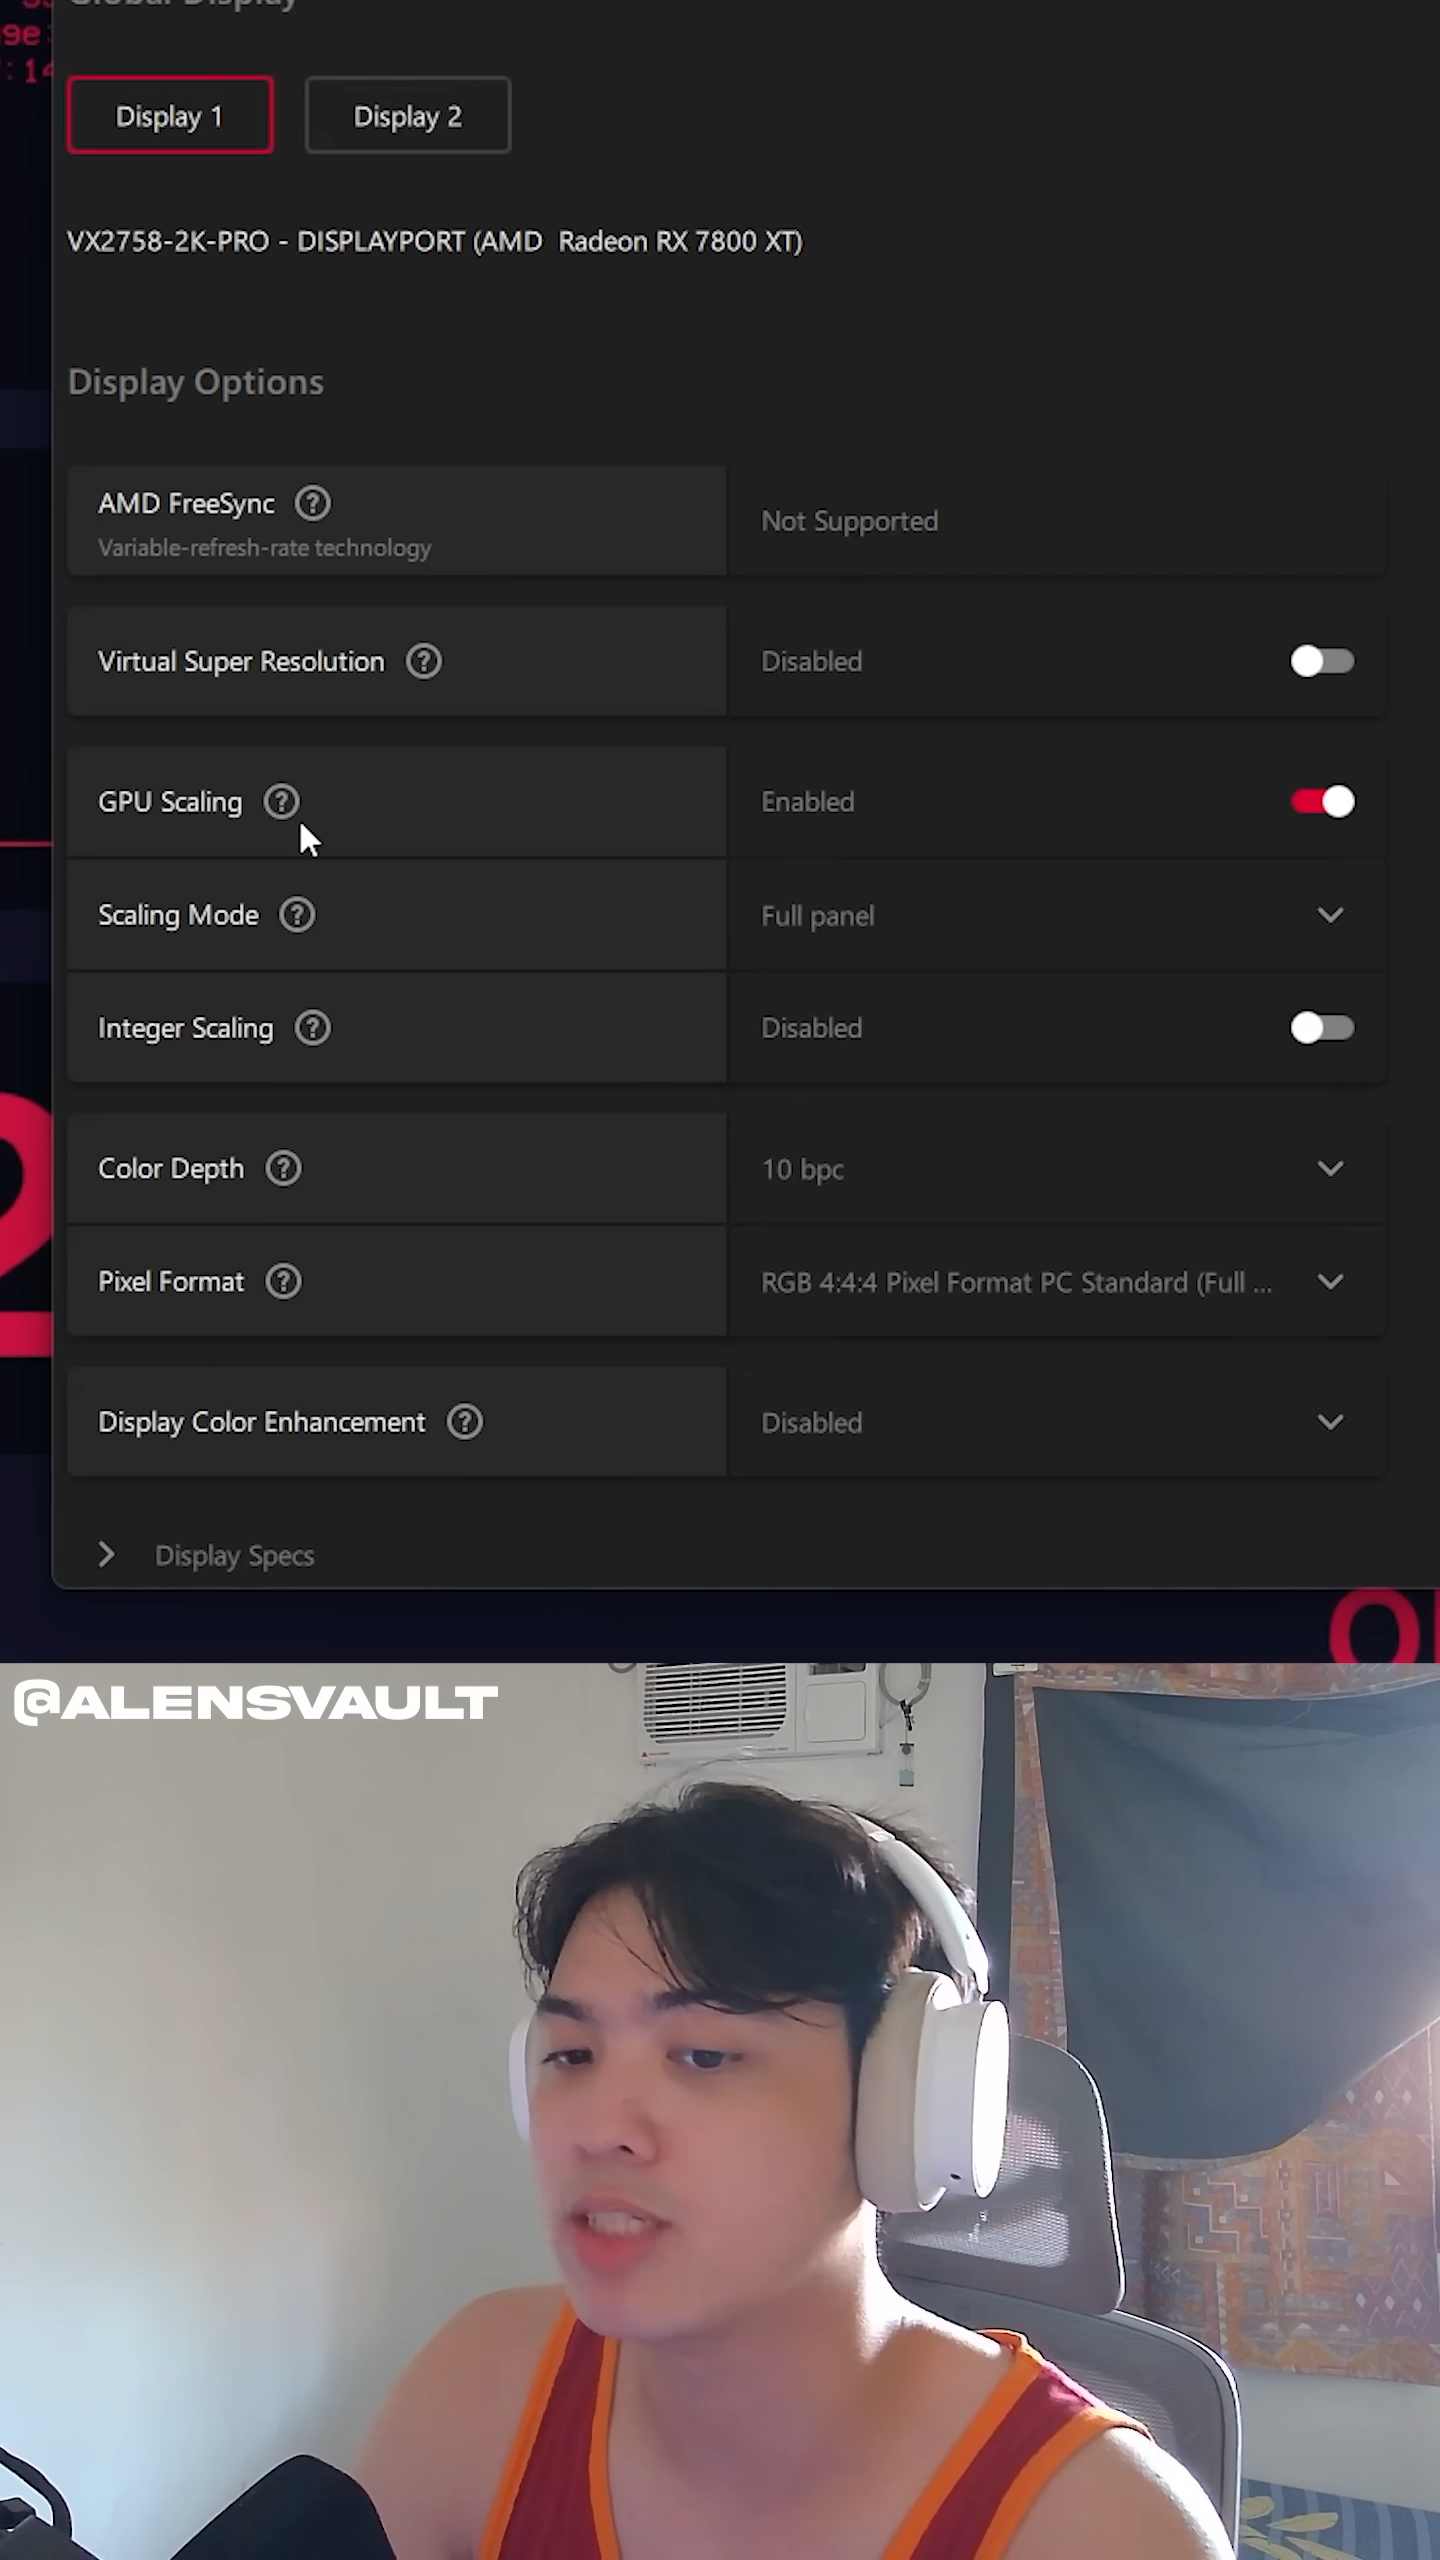 Global Display
Display 1
Display 2
VX2758-2K-PRO - DISPLAYPORT (AMD Radeon RX 7800 XT)
Display Options
AMD FreeSync
Variable-refresh-rate technology
Not Supported
Virtual Super Resolution
Disabled
GPU Scaling
Enabled
Scaling Mode
Full panel
Integer Scaling
Disabled
Color Depth
10 bpc
Pixel Format
RGB 4:4:4 Pixel Format PC Standard (Full ...
Display Color Enhancement
Disabled
Display Specs
@ALENSVAULT